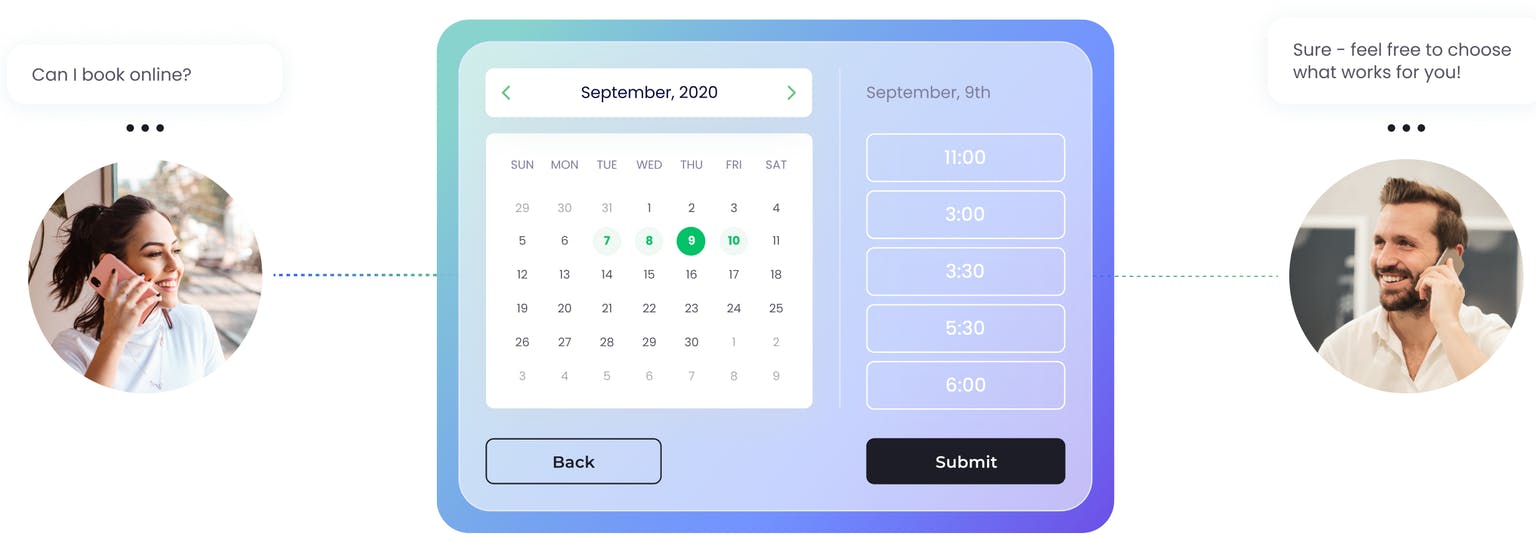 Can I book online?
September, 2020
SUN MON TUE WED THU FRI SAT
29 30 31 1 2 3 4
5 6 7 8 9 10 11
12 13 14 15 16 17 18
19 20 21 22 23 24 25
26 27 28 29 30 1 2
3 4 5 6 7 8 9
Back
September, 9th
11:00
3:00
3:30
5:30
6:00
Submit
Sure - feel free to choose
what works for you!